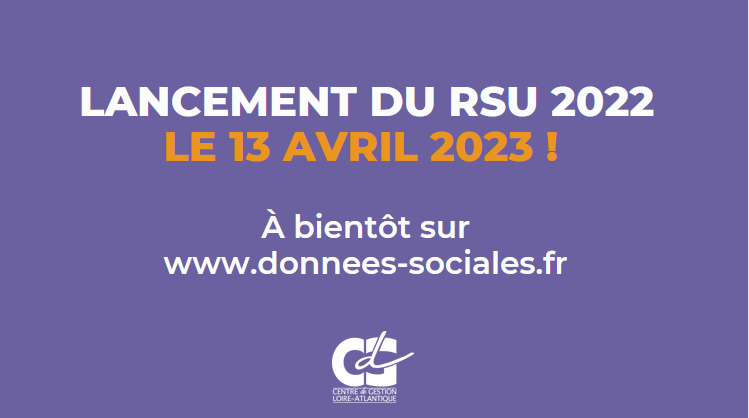 LANCEMENT DU RSU 2022
LE 13 AVRIL 2023 !
À bientôt sur
www.donnees-sociales.fr
CdG
CENTRE de GESTION
LOIRE-ATLANTIQUE